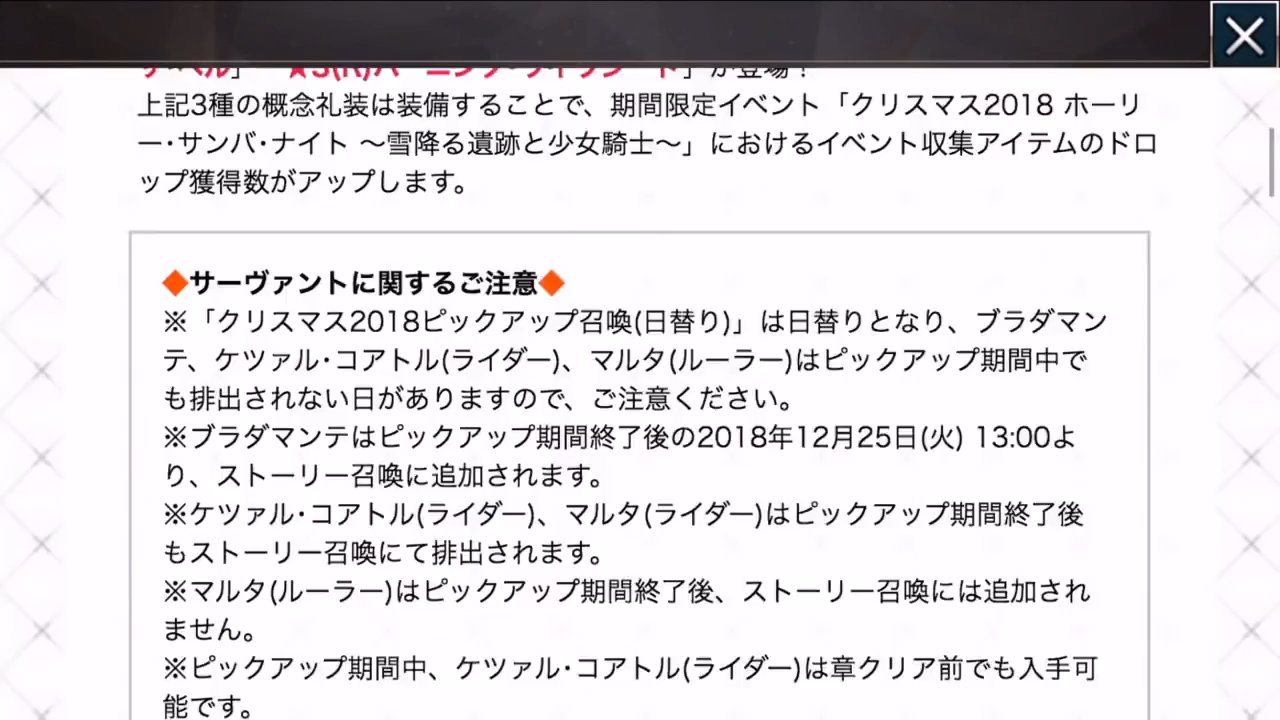 上記3種の概念礼装は装備することで、期間限定イベント「クリスマス2018 ホーリ
ー・サンバ・ナイト ～雪降る遺跡と少女騎士～」におけるイベント収集アイテムのドロ
ップ獲得数がアップします。
◆サーヴァントに関するご注意◆
※「クリスマス2018ピックアップ召喚(日替り)」は日替りとなり、ブラダマン
テ、ケツァル・コアトル(ライダー)、マルタ(ルーラー)はピックアップ期間中で
も排出されない日がありますので、ご注意ください。
※ブラダマンテはピックアップ期間終了後の2018年12月25日(火) 13:00よ
り、ストーリー召喚に追加されます。
※ケツァル・コアトル(ライダー)、マルタ(ライダー)はピックアップ期間終了後
もストーリー召喚にて排出されます。
※マルタ(ルーラー)はピックアップ期間終了後、ストーリー召喚には追加され
ません。
※ピックアップ期間中、ケツァル・コアトル(ライダー)は章クリア前でも入手可
能です。